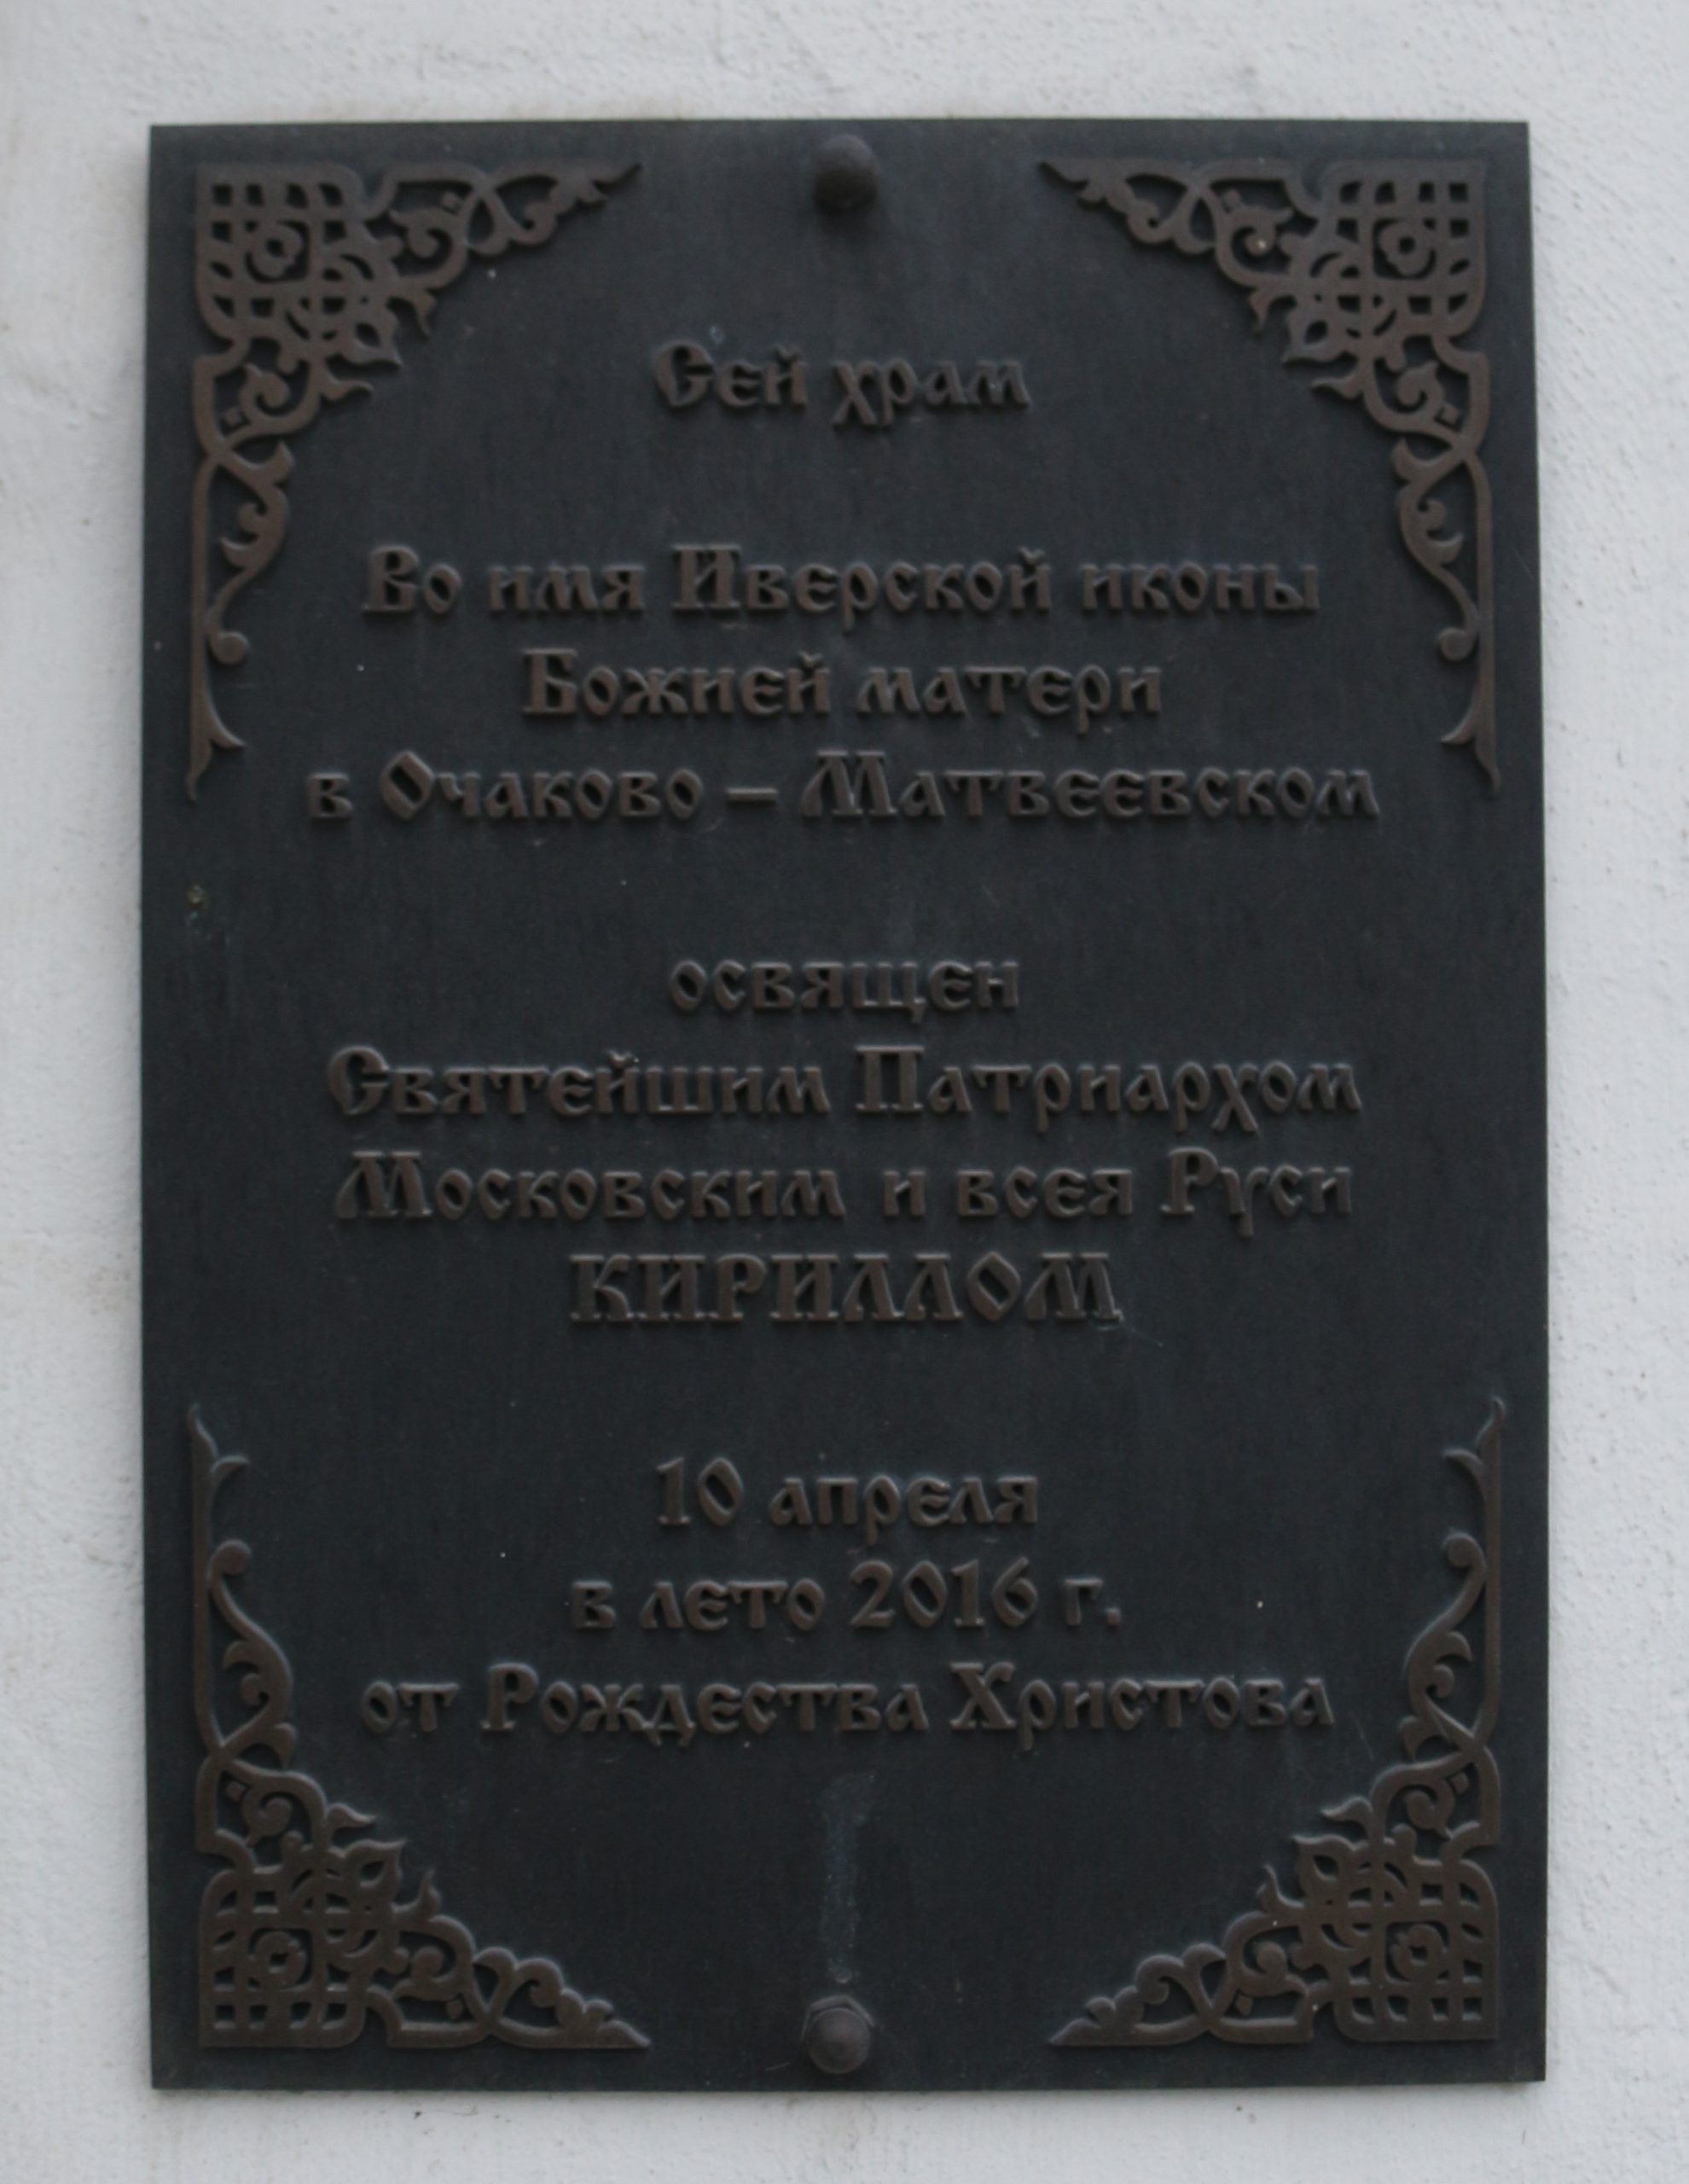 Сей храм
Во имя Иверской иконы
Божией матери
в Очаково – Матвеевском
освящен
Святейшим Патриархом
Московским и всея Руси
КИРИЛЛОМ
10 апреля
в лето 2016 г.
от Рождества Христова